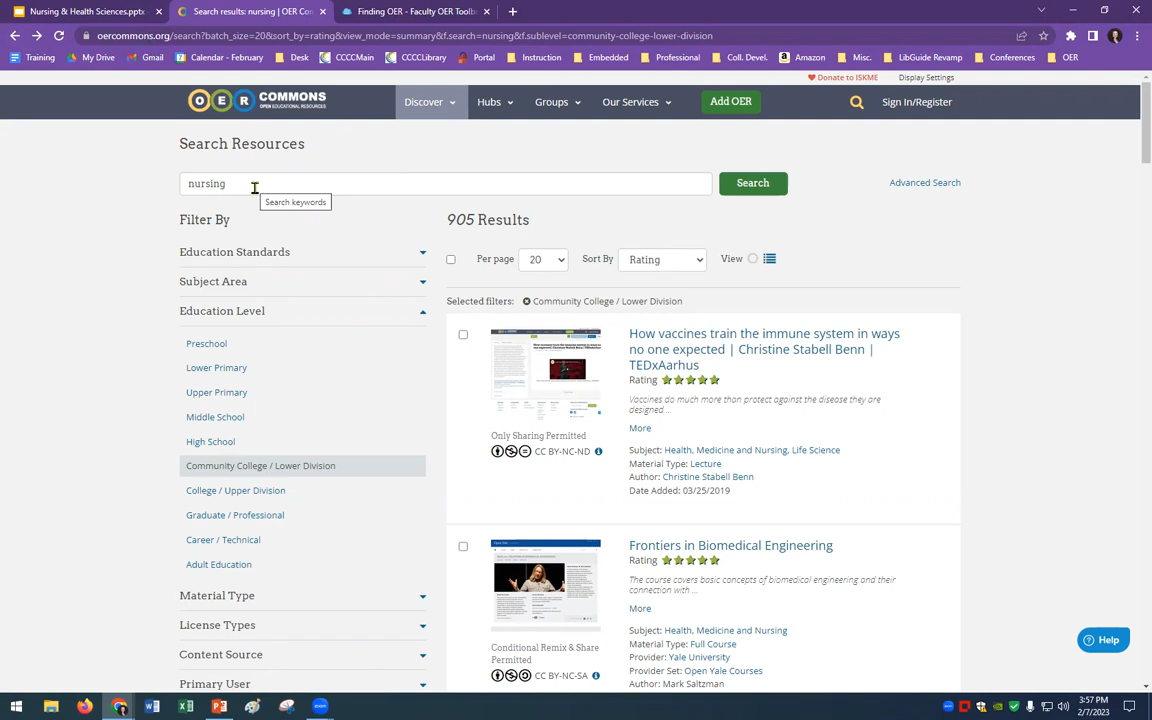 Nursing & Health Sciences.pptx
Search results: nursing | OER Con
Finding OER - Faculty OER Toolb
oercommons.org/search?batch_size=20&sort_by=rating&view_mode=summary&f.search=nursing&f.sublevel=community-college-lower-division
Training My Drive Gmail Calendar - February Desk CCCCMain CCCCLibrary Portal Instruction Embedded Professional Coll. Devel. Amazon Misc. LibGuide Revamp Conferences OER
Donate to ISKME Display Settings
OER COMMONS
OPEN EDUCATIONAL RESOURCES
Discover Hubs Groups Our Services Add OER Sign In/Register
Search Resources
nursing Search Advanced Search
Search keywords
Filter By
905 Results
Education Standards
Per page 20 Sort By Rating View
Subject Area
Selected filters: Community College / Lower Division
Education Level
Preschool
Lower Primary
Upper Primary
Middle School
High School
Community College / Lower Division
College / Upper Division
Graduate / Professional
Career / Technical
Adult Education
Material Type
License Types
Content Source
Primary User
How vaccines train the immune system in ways
no one expected | Christine Stabell Benn |
TEDxAarhus
Rating
Vaccines do much more than protect against the disease they are
designed ...
More
Only Sharing Permitted
CC BY-NC-ND
Subject: Health, Medicine and Nursing, Life Science
Material Type: Lecture
Author: Christine Stabell Benn
Date Added: 03/25/2019
Frontiers in Biomedical Engineering
Rating
The course covers basic concepts of biomedical engineering and their
connection with ...
More
Conditional Remix & Share
Permitted
CC BY-NC-SA
Subject: Health, Medicine and Nursing
Material Type: Full Course
Provider: Yale University
Provider Set: Open Yale Courses
Author: Mark Saltzman
Help
3:57 PM
2/7/2023